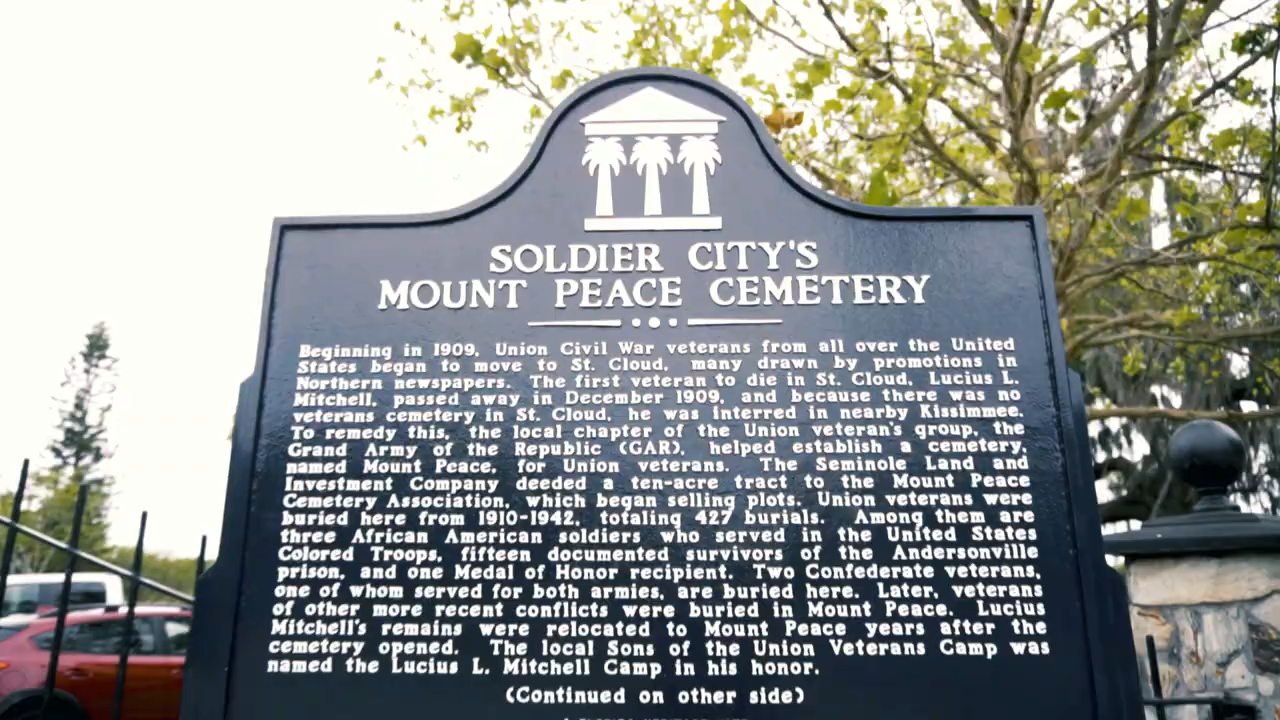 SOLDIER CITY'S
MOUNT PEACE CEMETERY
Beginning in 1909, Union Civil War veterans from all over the United
States began to move to St. Cloud, many drawn by promotions in
Northern newspapers. The first veteran to die in St. Cloud, Lucius L.
Mitchell, passed away in December 1909, and because there was no
veterans cemetery in St. Cloud, he was interred in nearby Kissimmee.
To remedy this, the local chapter of the Union veteran's group, the
Grand Army of the Republic (GAR), helped establish a cemetery,
named Mount Peace, for Union veterans. The Seminole Land and
Investment Company deeded a ten-acre tract to the Mount Peace
Cemetery Association, which began selling plots. Union veterans were
buried here from 1910-1942, totaling 427 burials. Among them are
three African American soldiers who served in the United States
Colored Troops, fifteen documented survivors of the Andersonville
prison, and one Medal of Honor recipient. Two Confederate veterans,
one of whom served for both armies, are buried here. Later, veterans
of other more recent conflicts were buried in Mount Peace. Lucius
Mitchell's remains were relocated to Mount Peace years after the
cemetery opened. The local Sons of the Union Veterans Camp was
named the Lucius L. Mitchell Camp in his honor.
(Continued on other side)